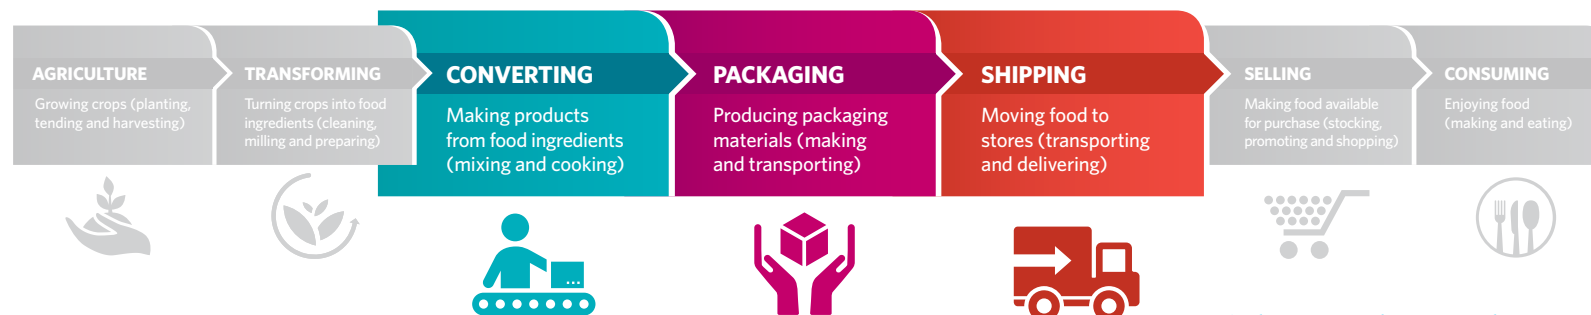 AGRICULTURE
Growing crops (planting,
tending and harvesting)
TRANSFORMING
Turning crops into food
ingredients (cleaning,
milling and preparing)
CONVERTING
Making products
from food ingredients
(mixing and cooking)
PACKAGING
Producing packaging
materials (making
and transporting)
SHIPPING
Moving food to
stores (transporting
and delivering)
SELLING
Making food available
for purchase (stocking,
promoting and shopping)
CONSUMING
Enjoying food
(making and eating)